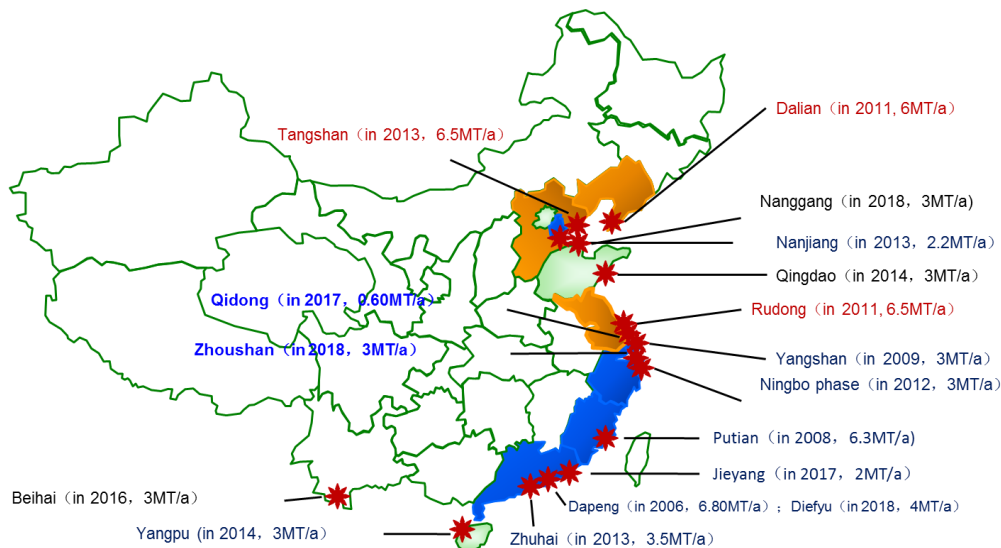 Dalian（in 2011, 6MT/a）
Tangshan（in 2013，6.5MT/a）
Nanggang（in 2018，3MT/a）
Nanjiang（in 2013，2.2MT/a）
Qingdao（in 2014，3MT/a）
Qidong（in 2017，0.60MT/a）
Rudong（in 2011, 6.5MT/a）
Zhoushan（in 2018，3MT/a）
Yangshan（in 2009，3MT/a）
Ningbo phase（in 2012，3MT/a）
Putian（in 2008，6.3MT/a）
Jieyang（in 2017，2MT/a）
Beihai（in 2016，3MT/a）
Dapeng（in 2006，6.80MT/a）；Diefyu（in 2018，4MT/a）
Yangpu (in 2014，3MT/a）
Zhuhai（in 2013，3.5MT/a）